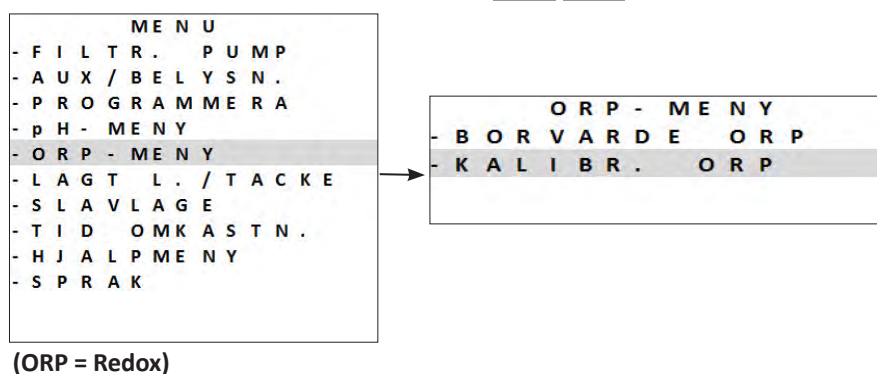 MENU
- FILTR. PUMP
- AUX/BELYSN.
- PROGRAMMERA
- pH- MENY
- ORP-MENY
- LAGT L./TACKE
- SLAVLAGE
- TID OMKASTN.
- HJALPMENY
- SPRAK
ORP- MENY
- BORVARDE ORP
- KALIBR. ORP
(ORP = Redox)